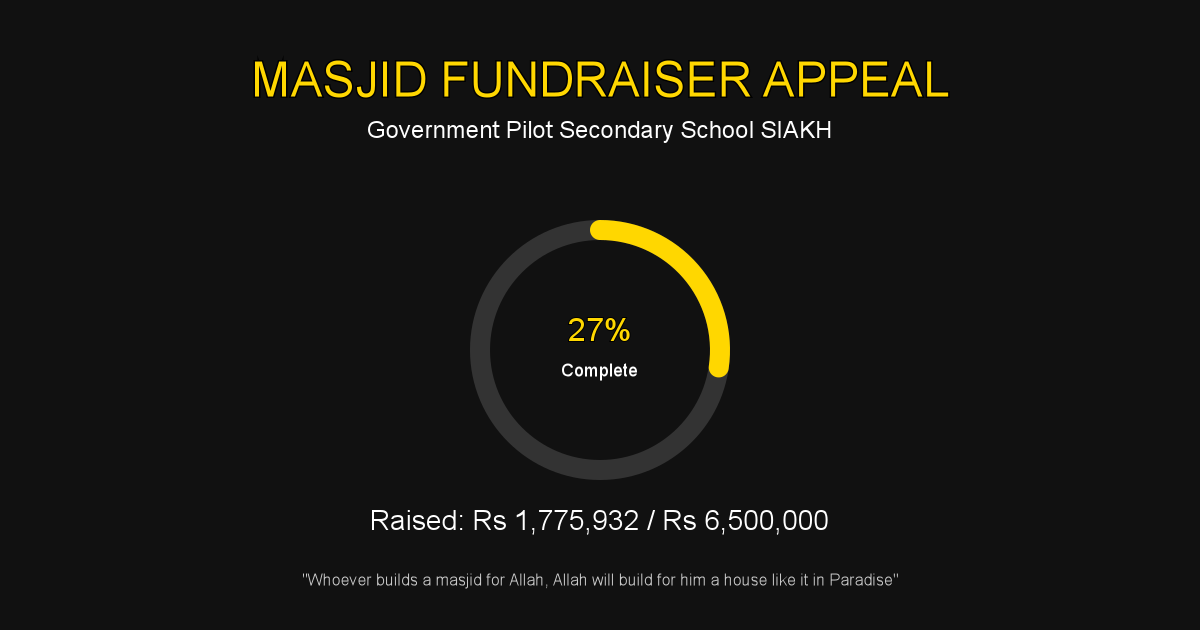 MASJID FUNDRAISER APPEAL
Government Pilot Secondary School SIAKH
27%
Complete
Raised: Rs 1,775,932 / Rs 6,500,000
"Whoever builds a masjid for Allah, Allah will build for him a house like it in Paradise"